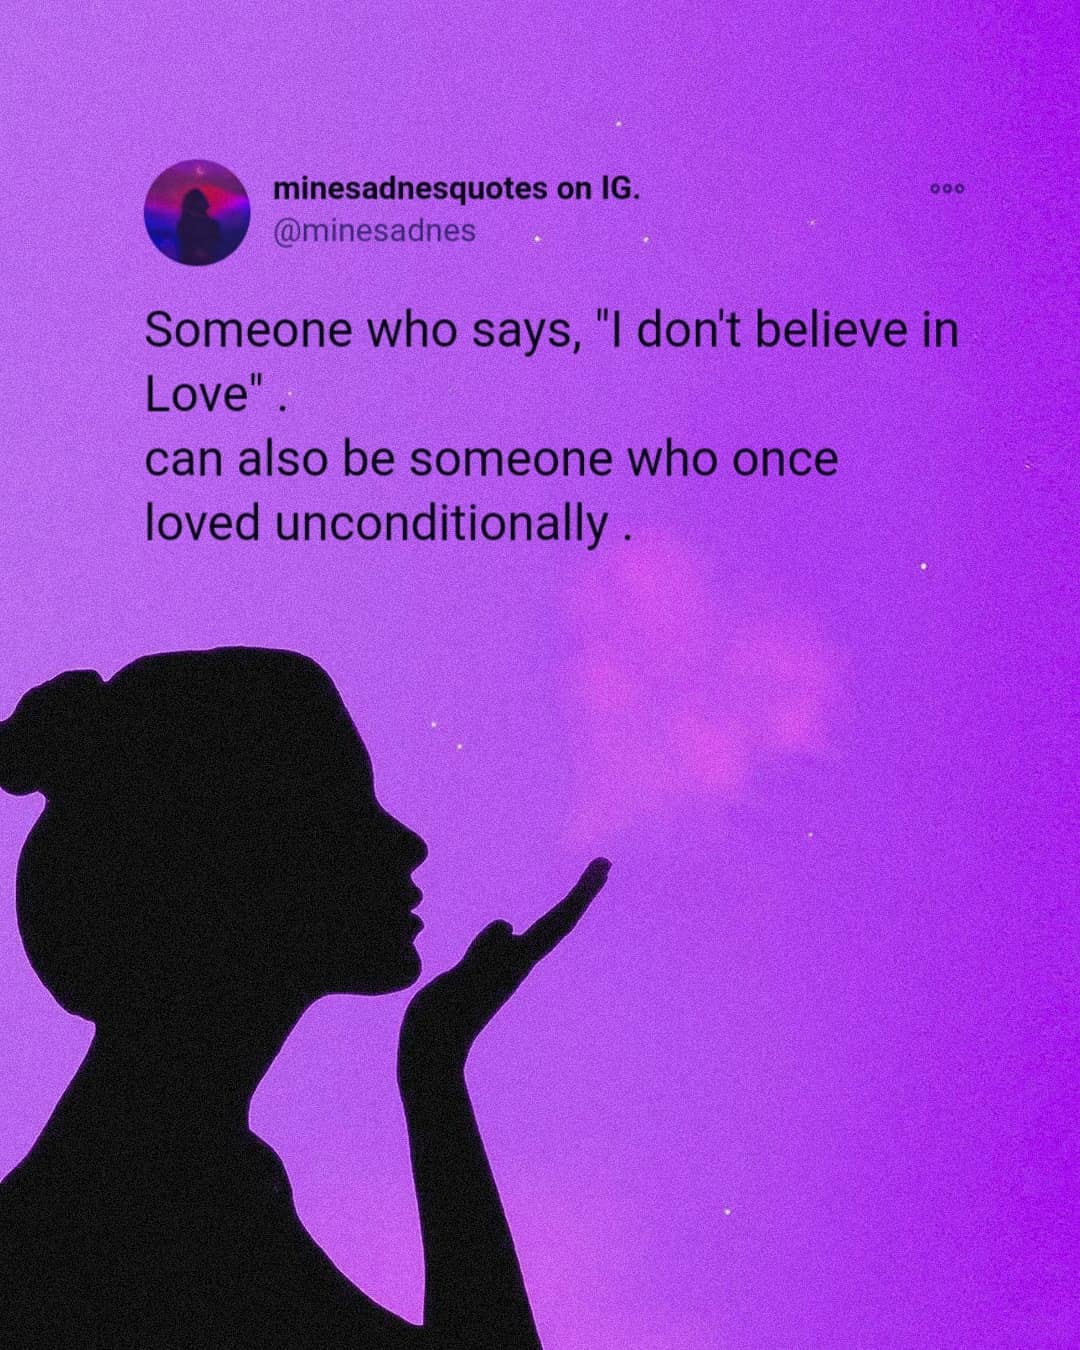 minesadnesquotes on IG.
@minesadnes
Someone who says, "I don't believe in
Love" .
can also be someone who once
loved unconditionally .